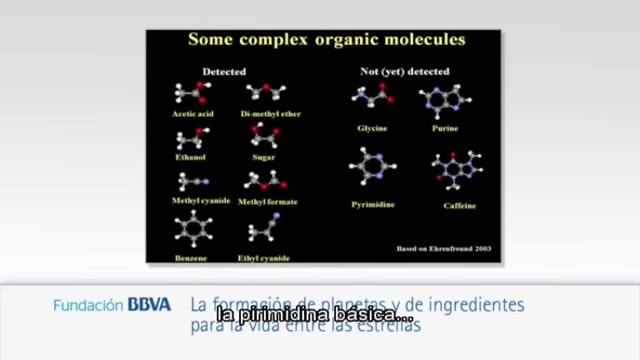 Some complex organic molecules
Detected
Not (yet) detected
Acetic acid
Di-methyl ether
Glycine
Purine
Ethanol
Sugar
Methyl cyanide
Methyl formate
Pyrimidine
Caffeine
Benzene
Ethyl cyanide
Based on Ehrenfreund 2003
Fundación BBVA
La formación de planetas y de ingredientes
para la vida entre las estrellas
la pirimidina básica...